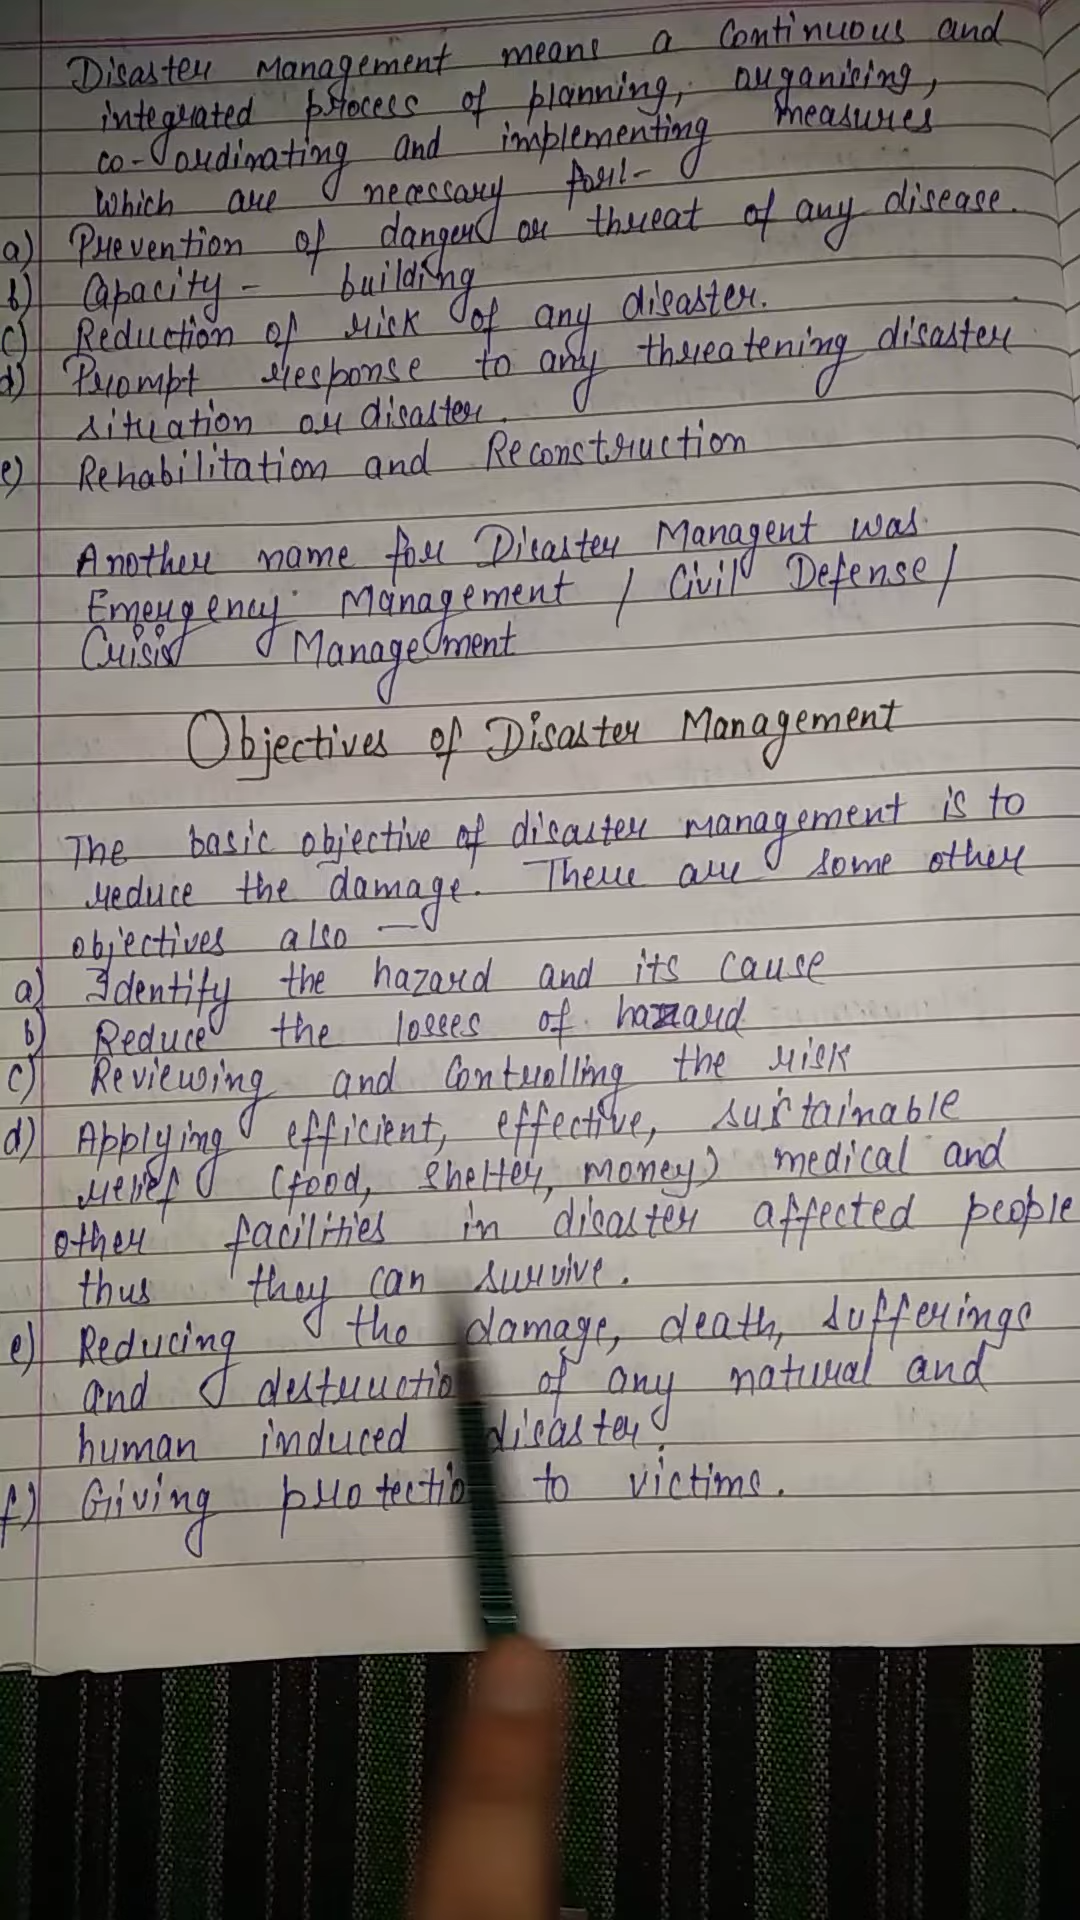 Disaster Management means a continuous and
integrated process of planning, organising,
co-ordinating and implementing measures
which are necessary for:-
a) Prevention of danger or threat of any disease.
b) Capacity - building
c) Reduction of risk of any disaster.
d) Prompt response to any threatening disaster
situation or disaster.
e) Rehabilitation and Reconstruction
Another name for Disaster Managent was
Emergency Management / Civil Defense /
Crisis Management
Objectives of Disaster Management
The basic objective of disaster management is to
reduce the damage. There are some other
objectives also —
a) Identify the hazard and its cause
b) Reduce the losses of hazard
c) Reviewing and Controlling the risk
d) Applying efficient, effective, sustainable
relief (food, shelter, money) medical and
other facilities in disaster affected people
thus they can survive.
e) Reducing the damage, death, sufferings
and destructio of any natural and
human induced disaster.
f) Giving protectio to victims.